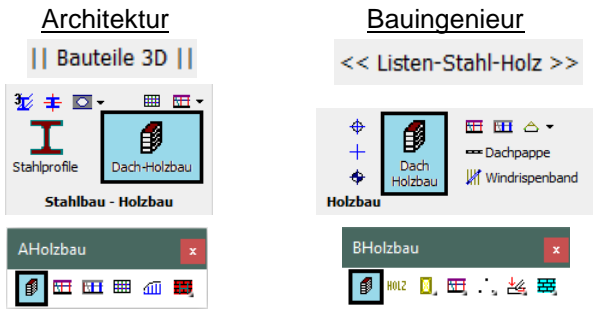 Architektur
|| Bauteile 3D ||
Stahlprofile
Dach-Holzbau
Stahlbau - Holzbau
AHolzbau
x
Bauingenieur
<< Listen-Stahl-Holz >>
Dach
Holzbau
Dachpappe
Windrispenband
Holzbau
BHolzbau
x
HOLZ